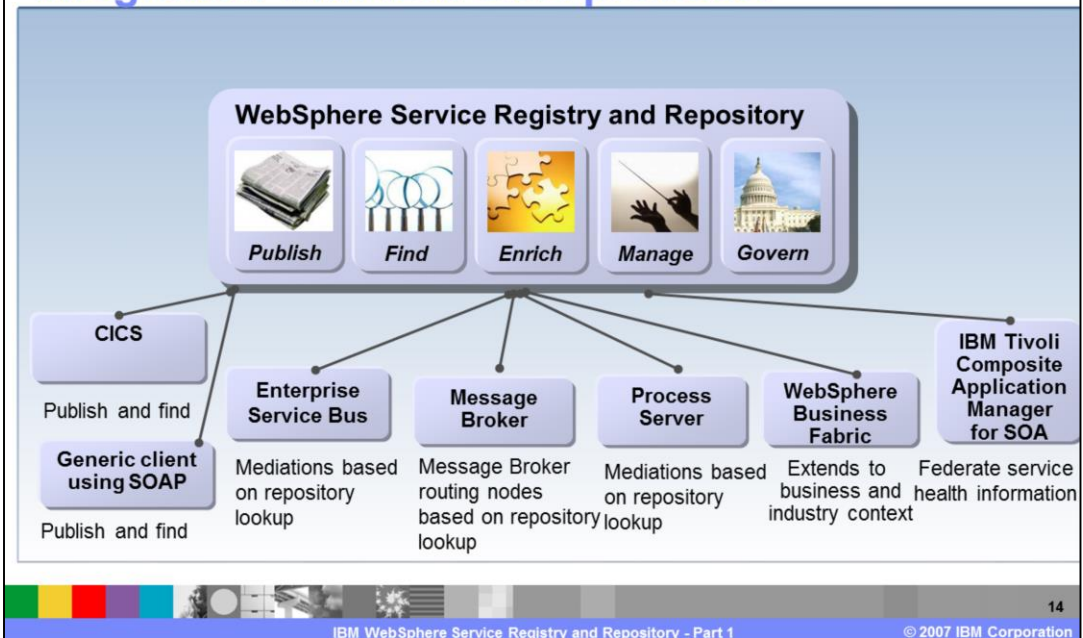 WebSphere Service Registry and Repository
Publish
Find
Enrich
Manage
Govern
CICS
Publish and find
Generic client
using SOAP
Publish and find
Enterprise
Service Bus
Mediations based
on repository
lookup
Message
Broker
Message Broker
routing nodes
based on repository
lookup
Process
Server
Mediations based
on repository
lookup
WebSphere
Business
Fabric
Extends to
business and
industry context
IBM Tivoli
Composite
Application
Manager
for SOA
Federate service
health information
14
IBM WebSphere Service Registry and Repository - Part 1
© 2007 IBM Corporation